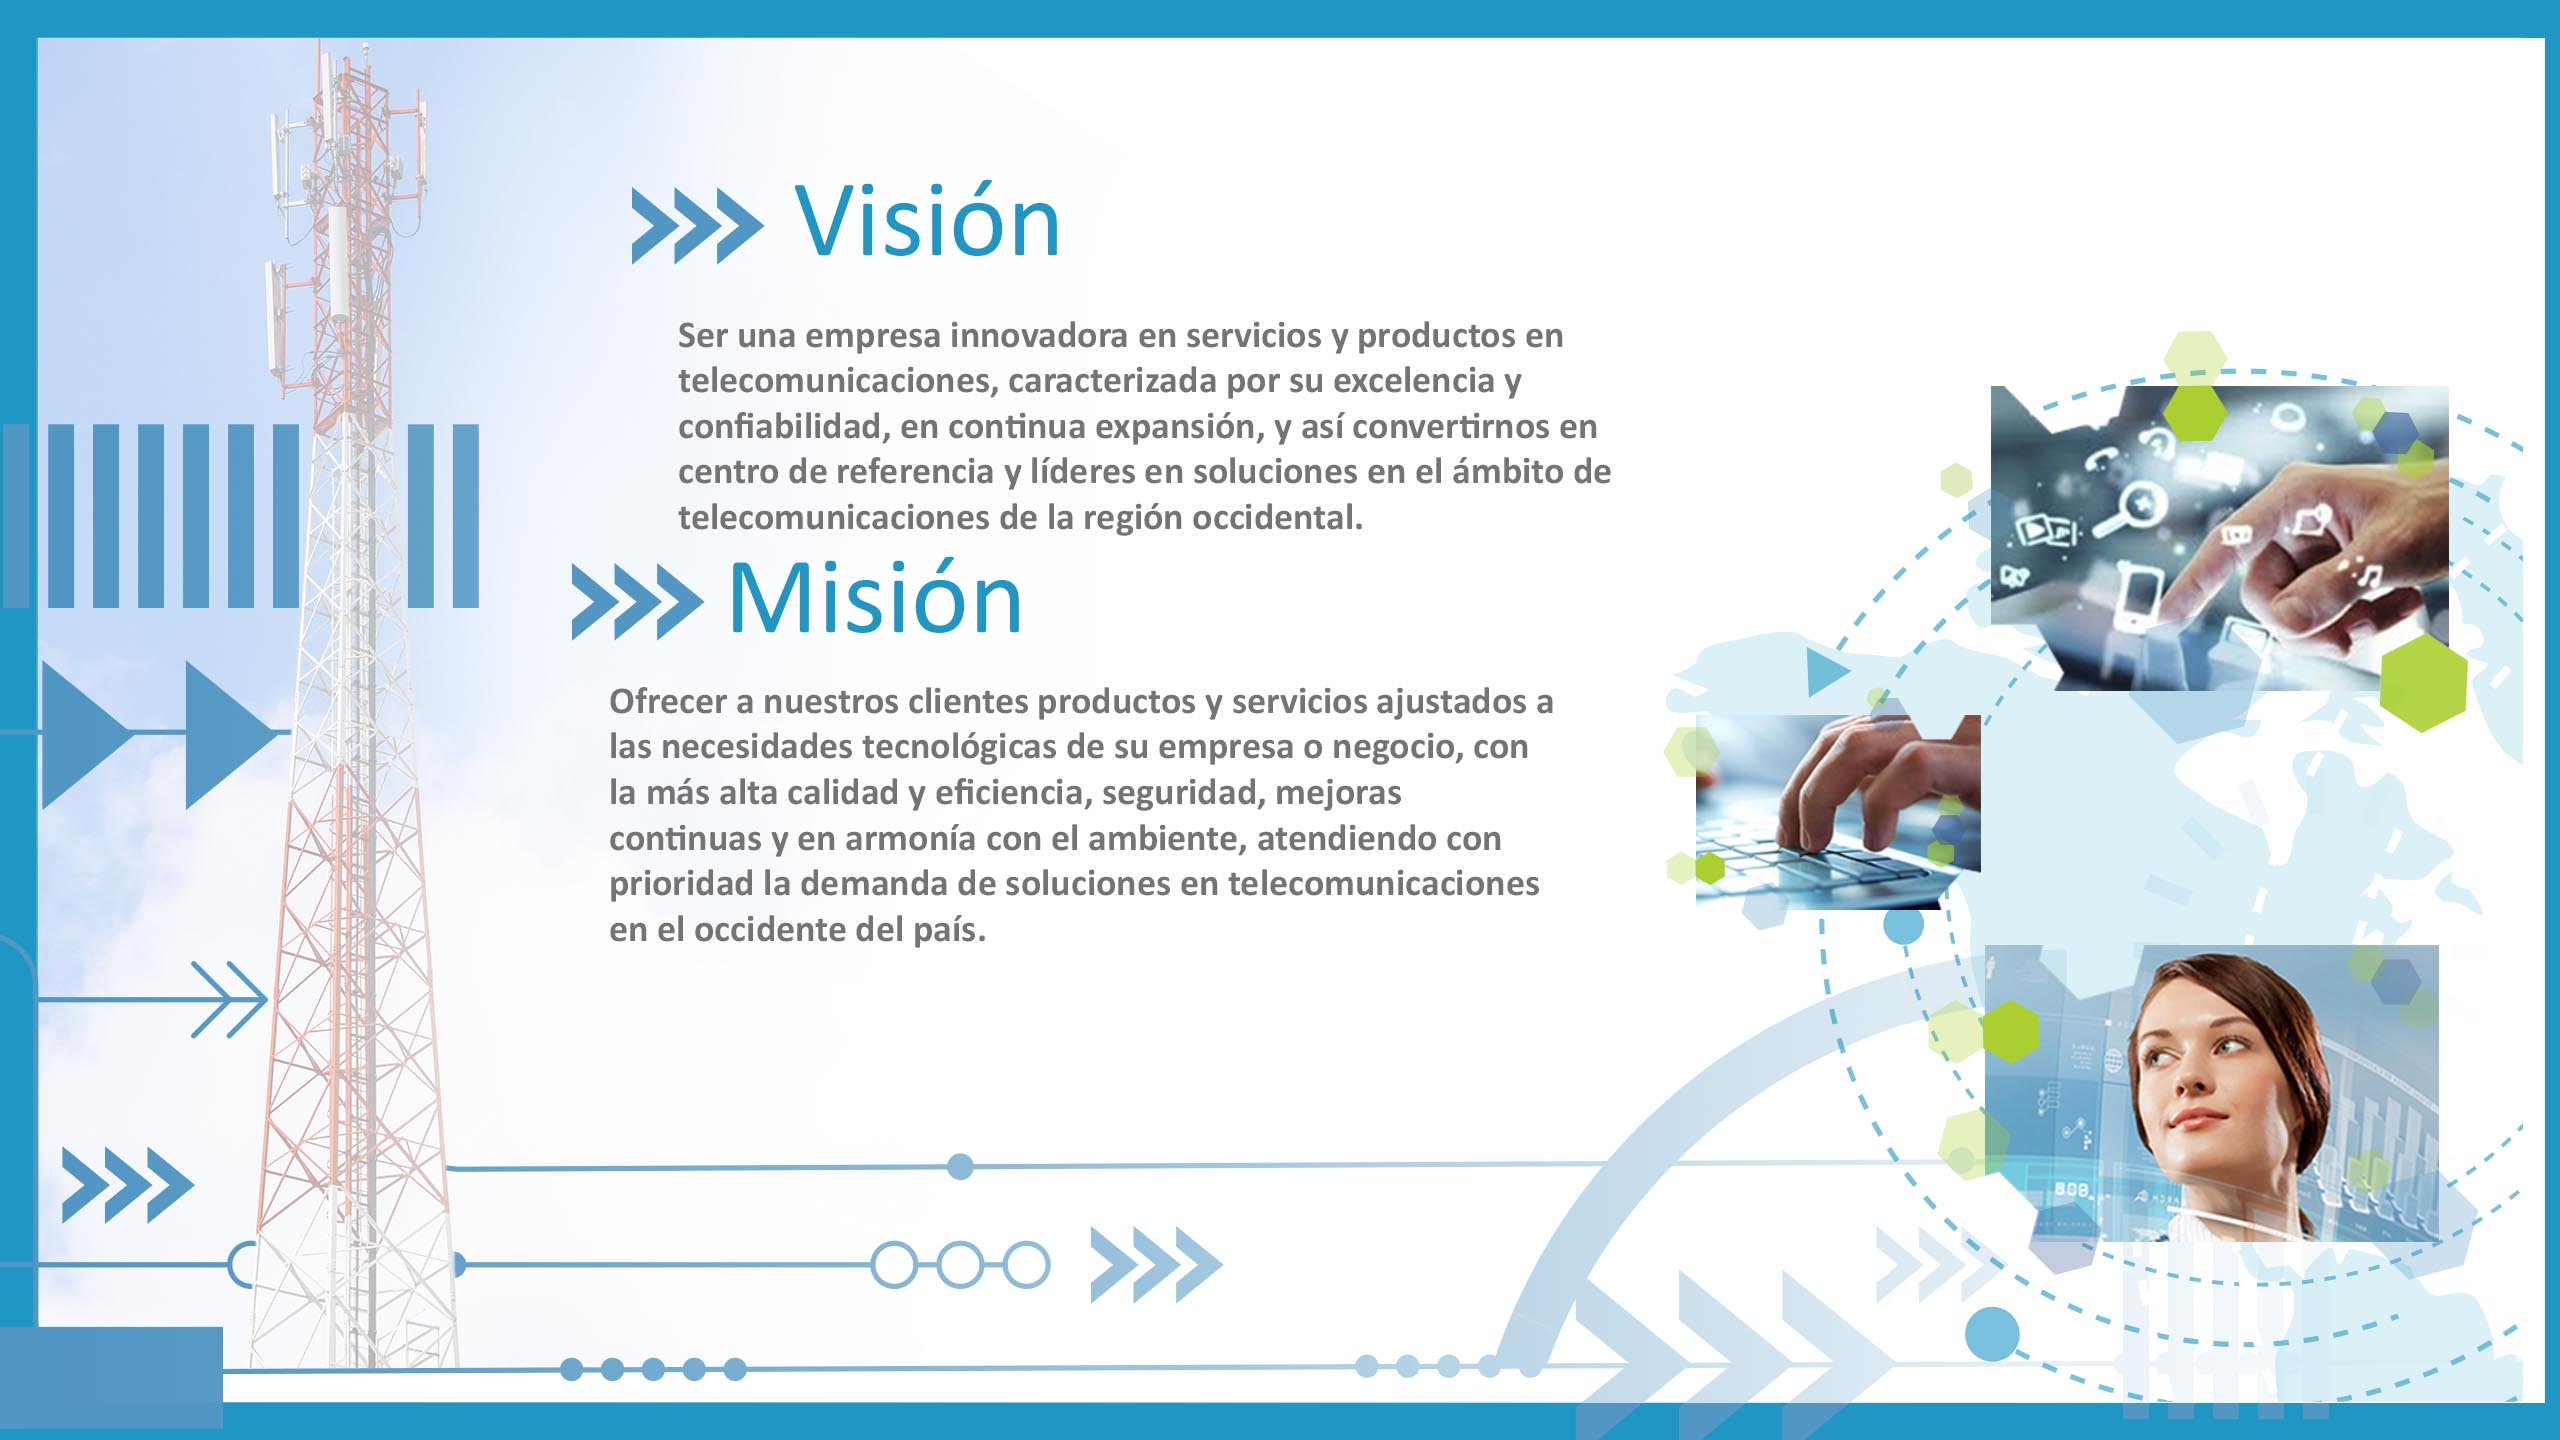 Visión
Ser una empresa innovadora en servicios y productos en
telecomunicaciones, caracterizada por su excelencia y
confiabilidad, en continua expansión, y así convertirnos en
centro de referencia y líderes en soluciones en el ámbito de
telecomunicaciones de la región occidental.
Misión
Ofrecer a nuestros clientes productos y servicios ajustados a
las necesidades tecnológicas de su empresa o negocio, con
la más alta calidad y eficiencia, seguridad, mejoras
continuas y en armonía con el ambiente, atendiendo con
prioridad la demanda de soluciones en telecomunicaciones
en el occidente del país.